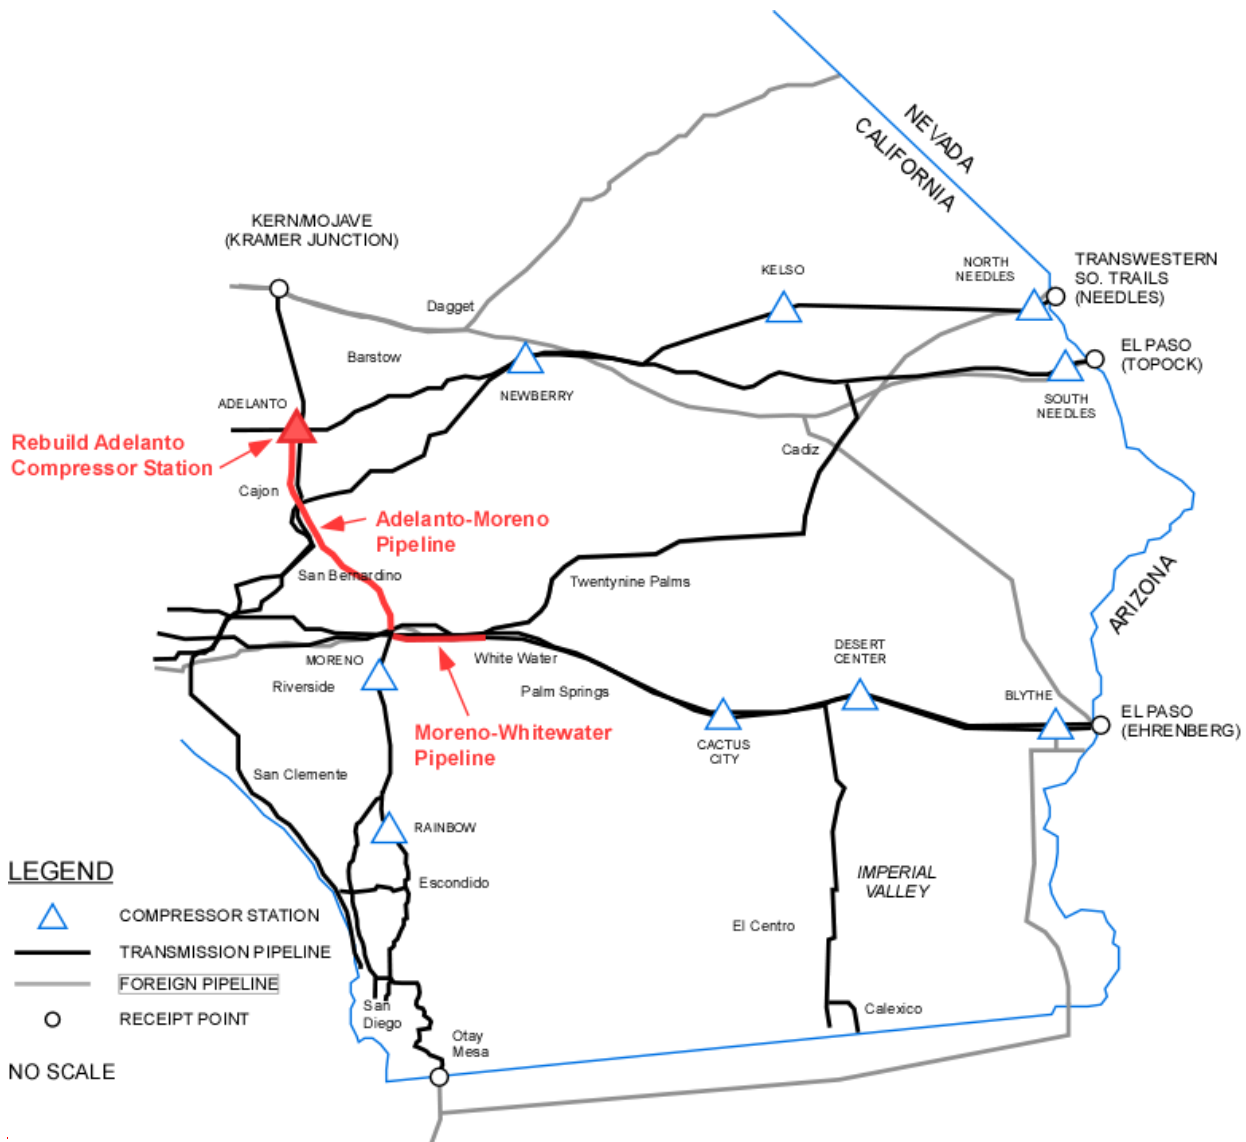 NEVADA
CALIFORNIA
KERN/MOJAVE
(KRAMER JUNCTION)
NORTH
NEEDLES
TRANSWESTERN
SO. TRAILS
(NEEDLES)
KELSO
Dagget
EL PASO
(TOPOCK)
Barstow
NEWBERRY
SOUTH
NEEDLES
ADELANTO
Rebuild Adelanto
Compressor Station
Cadiz
Cajon
Adelanto-Moreno
Pipeline
San Bernardino
Twentynine Palms
ARIZONA
MORENO
Riverside
White Water
Palm Springs
DESERT
CENTER
BLYTHE
EL PASO
(EHRENBERG)
Moreno-Whitewater
Pipeline
CACTUS
CITY
San Clemente
RAINBOW
Escondido
IMPERIAL
VALLEY
El Centro
San
Diego
Calexico
Otay
Mesa
LEGEND
COMPRESSOR STATION
TRANSMISSION PIPELINE
FOREIGN PIPELINE
RECEIPT POINT
NO SCALE